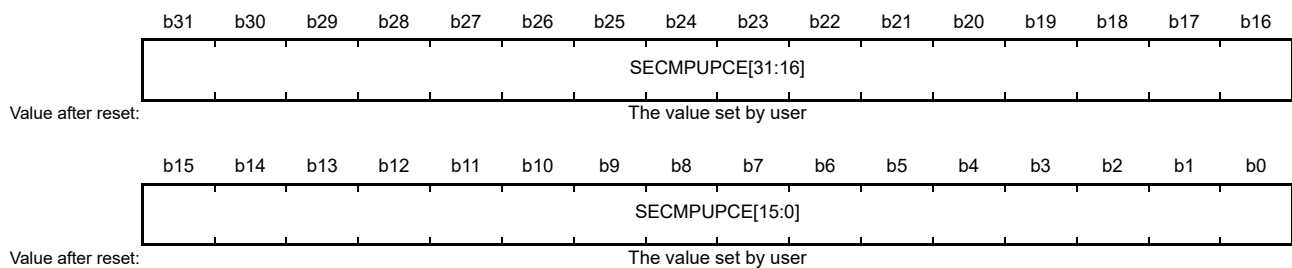 b31 b30 b29 b28 b27 b26 b25 b24 b23 b22 b21 b20 b19 b18 b17 b16
SECMPUPCE[31:16]
Value after reset: The value set by user
b15 b14 b13 b12 b11 b10 b9 b8 b7 b6 b5 b4 b3 b2 b1 b0
SECMPUPCE[15:0]
Value after reset: The value set by user